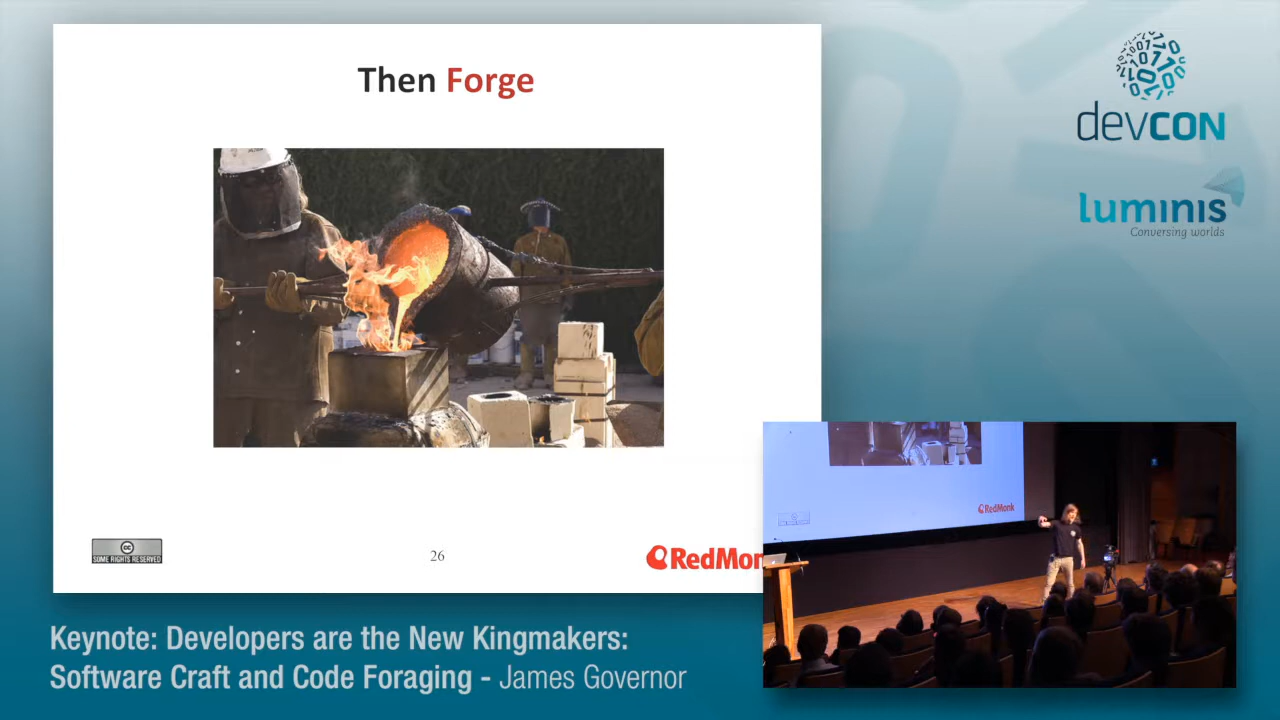 Then Forge
SOME RIGHTS RESERVED
26
RedMon
devcon
luminis
Conversing worlds
RedMonk
Keynote: Developers are the New Kingmakers:
Software Craft and Code Foraging - James Governor